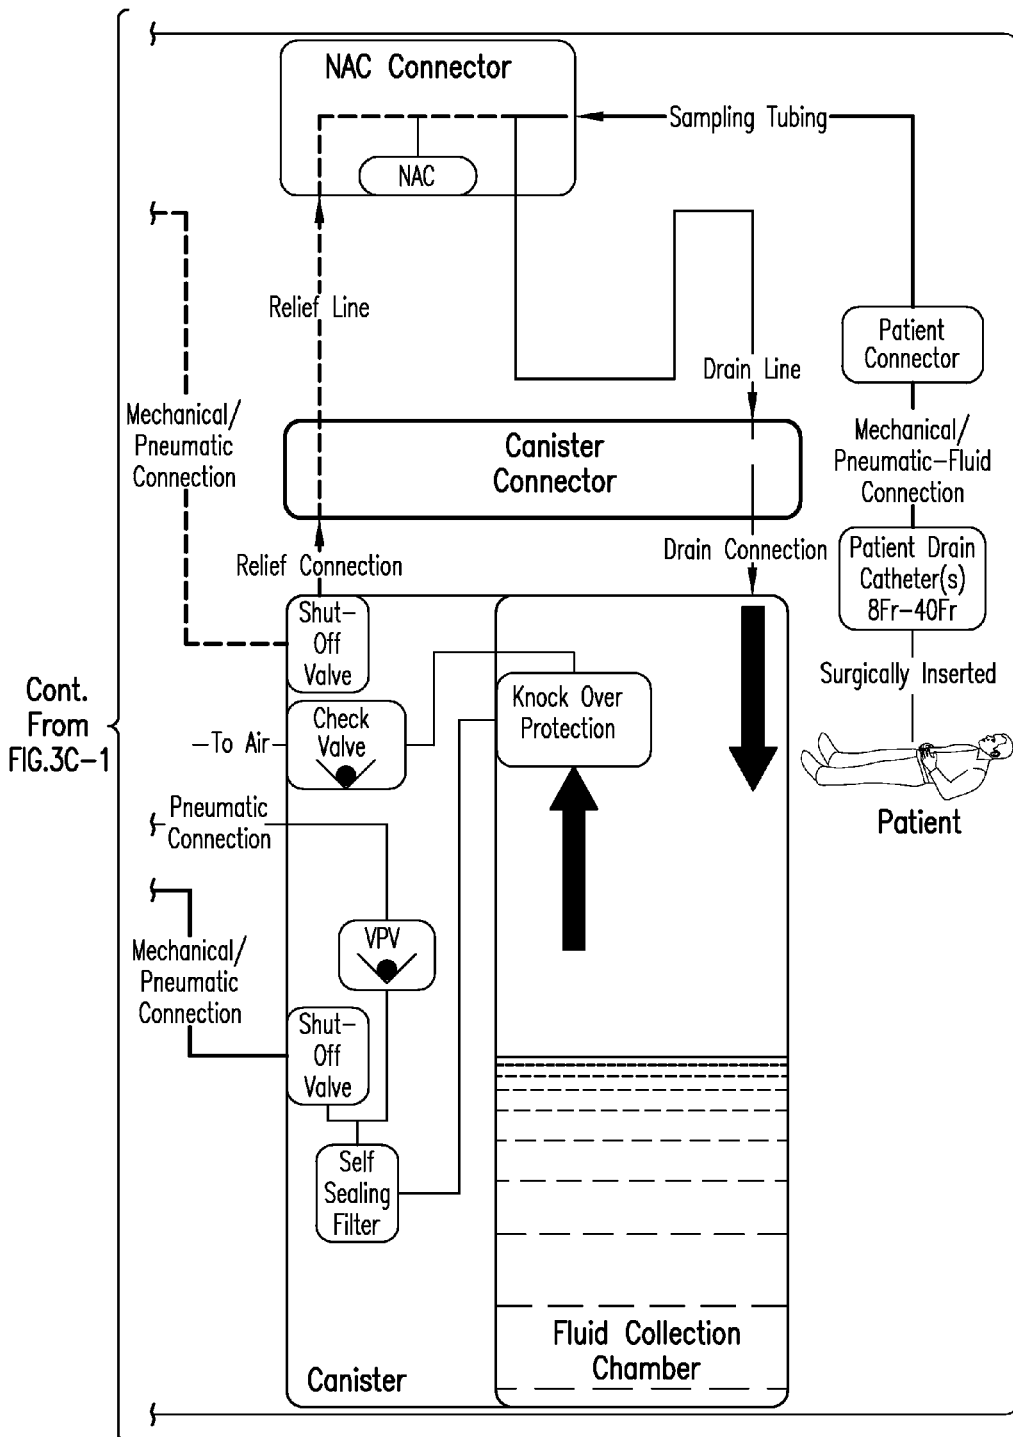 NAC Connector
Sampling Tubing
NAC
Relief Line
Patient
Connector
Drain Line
Mechanical/
Pneumatic
Connection
Canister
Connector
Mechanical/
Pneumatic-Fluid
Connection
Relief Connection
Drain Connection
Patient Drain
Catheter(s)
8Fr-40Fr
Shut-
Off
Valve
Surgically Inserted
Knock Over
Protection
Cont.
From
FIG.3C-1
To Air
Check
Valve
Patient
Pneumatic
Connection
VPV
Mechanical/
Pneumatic
Connection
Shut-
Off
Valve
Self
Sealing
Filter
Fluid Collection
Chamber
Canister